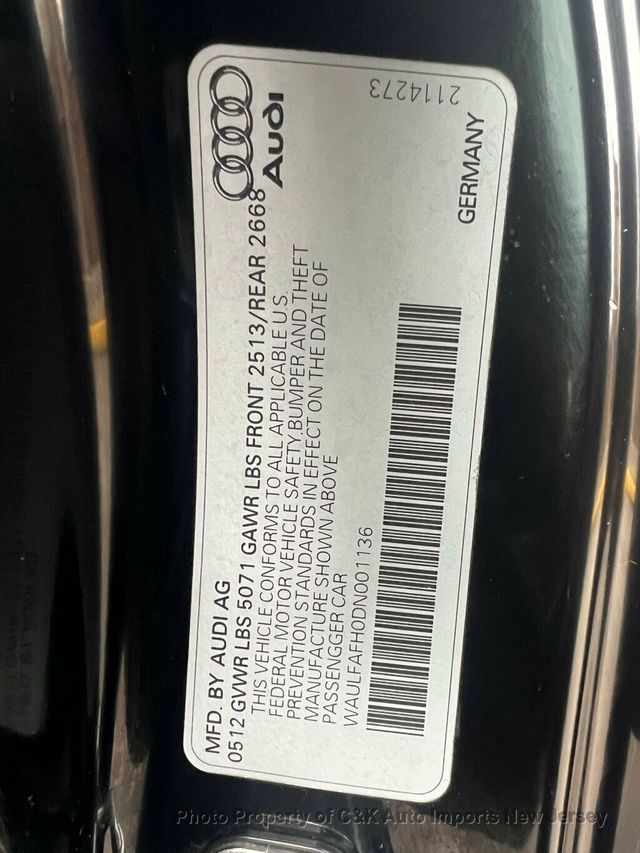 MFD. BY AUDI AG
0512 GVWR LBS 5071 GAWR LBS FRONT 2513/REAR 2668
THIS VEHICLE CONFORMS TO ALL APPLICABLE U.S.
FEDERAL MOTOR VEHICLE SAFETY,BUMPER AND THEFT
PREVENTION STANDARDS IN EFFECT ON THE DATE OF
MANUFACTURE SHOWN ABOVE
PASSENGGER CAR
WAULFAFH0DN001136
Audi
GERMANY
2114273
Photo Property of C&K Auto Imports New Jersey